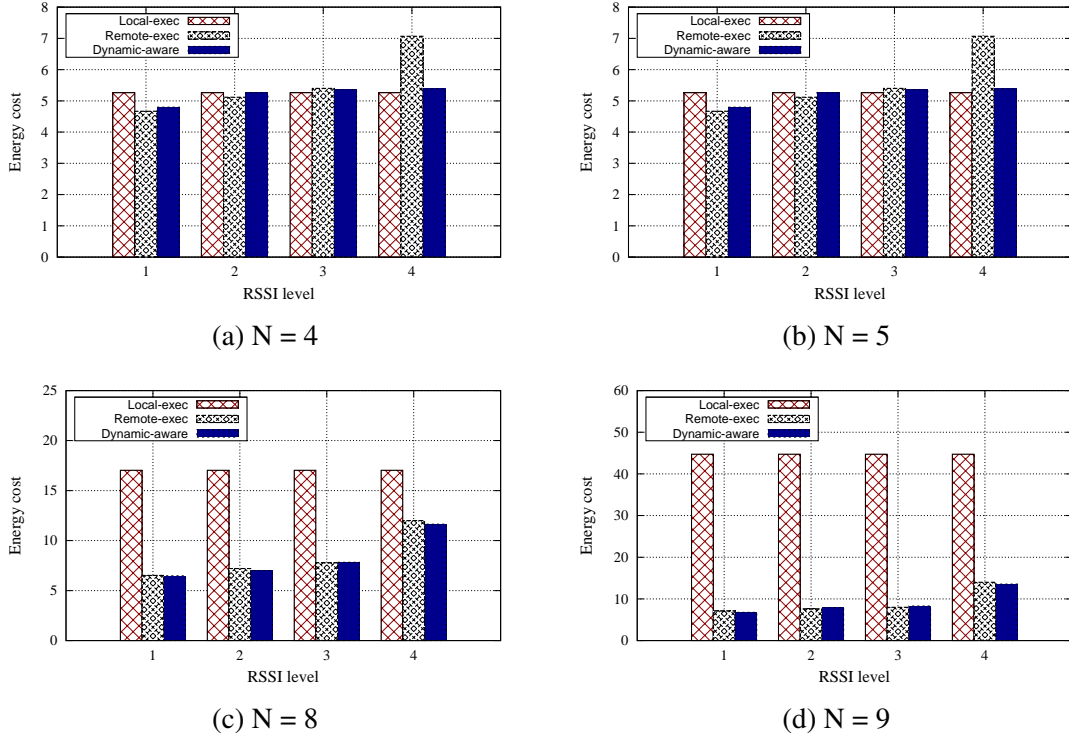 8
7
6
5
4
3
2
1
0
Energy cost
Local-exec
Remote-exec
Dynamic-aware
1 2 3 4
RSSI level
(a) N = 4
8
7
6
5
4
3
2
1
0
Energy cost
Local-exec
Remote-exec
Dynamic-aware
1 2 3 4
RSSI level
(b) N = 5
25
20
15
10
5
0
Energy cost
Local-exec
Remote-exec
Dynamic-aware
1 2 3 4
RSSI level
(c) N = 8
60
50
40
30
20
10
0
Energy cost
Local-exec
Remote-exec
Dynamic-aware
1 2 3 4
RSSI level
(d) N = 9